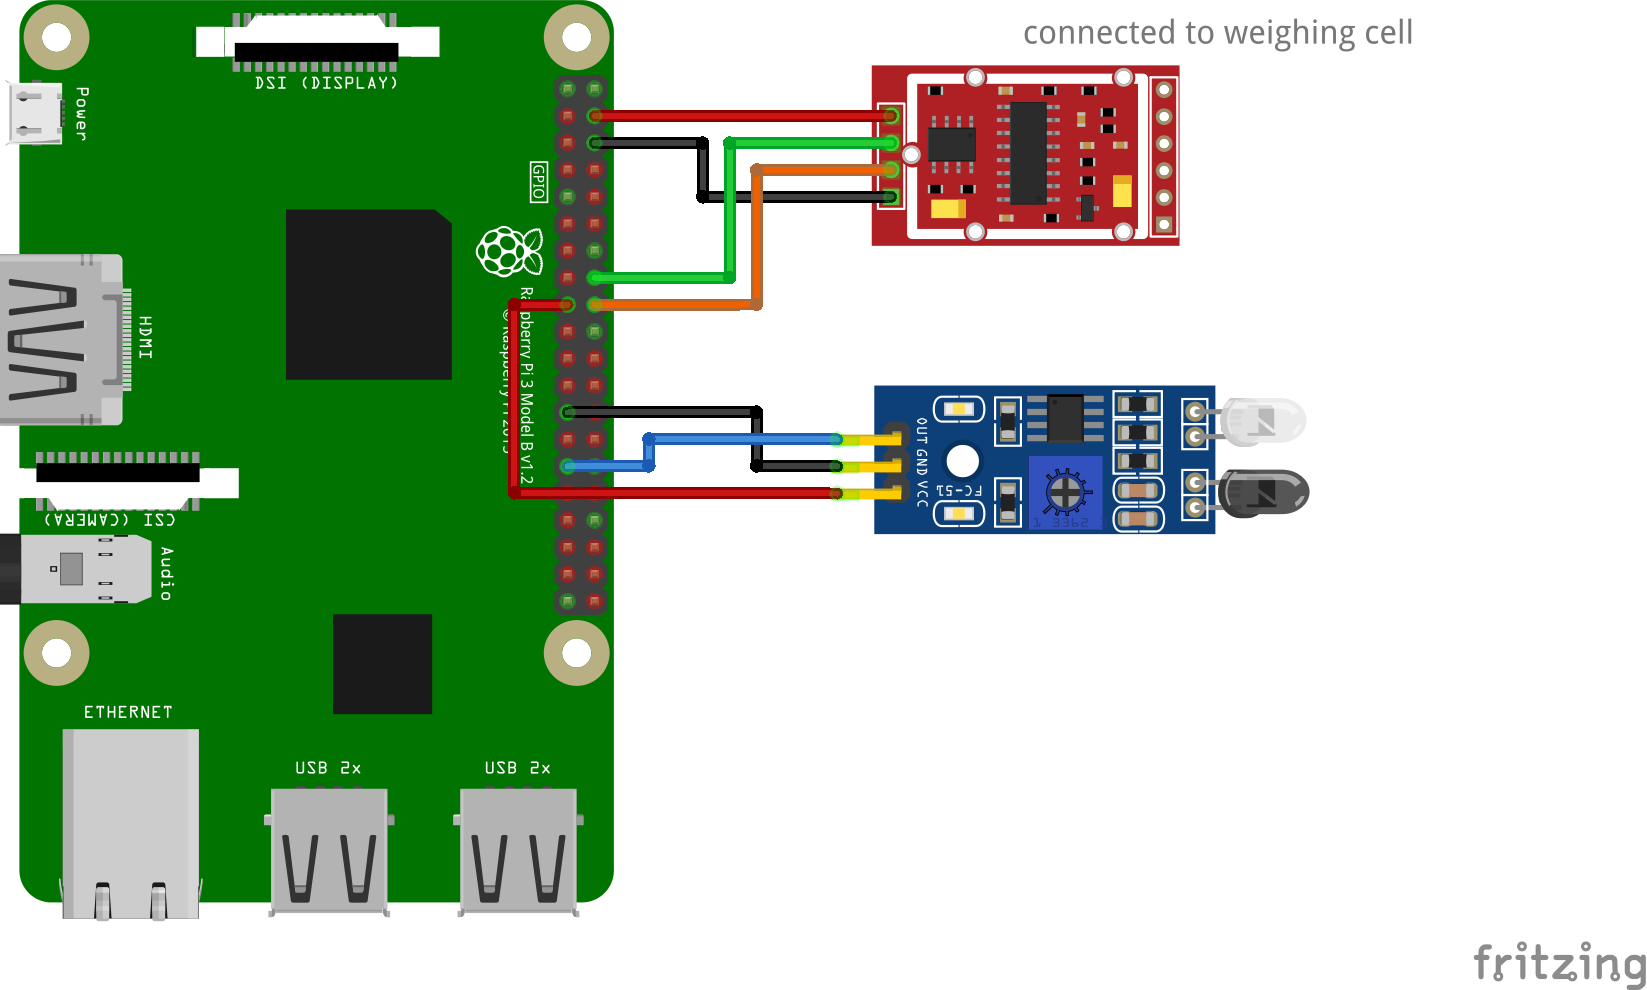 connected to weighing cell
DSI (DISPLAY)
Power
GPIO
HDMI
Raspberry Pi 3 Model B v1.2
© Raspberry Pi 2015
CSI (CAMERA)
Audio
OUT GND VCC
FC-51
1 3362
ETHERNET
USB 2x
USB 2x
fritzing